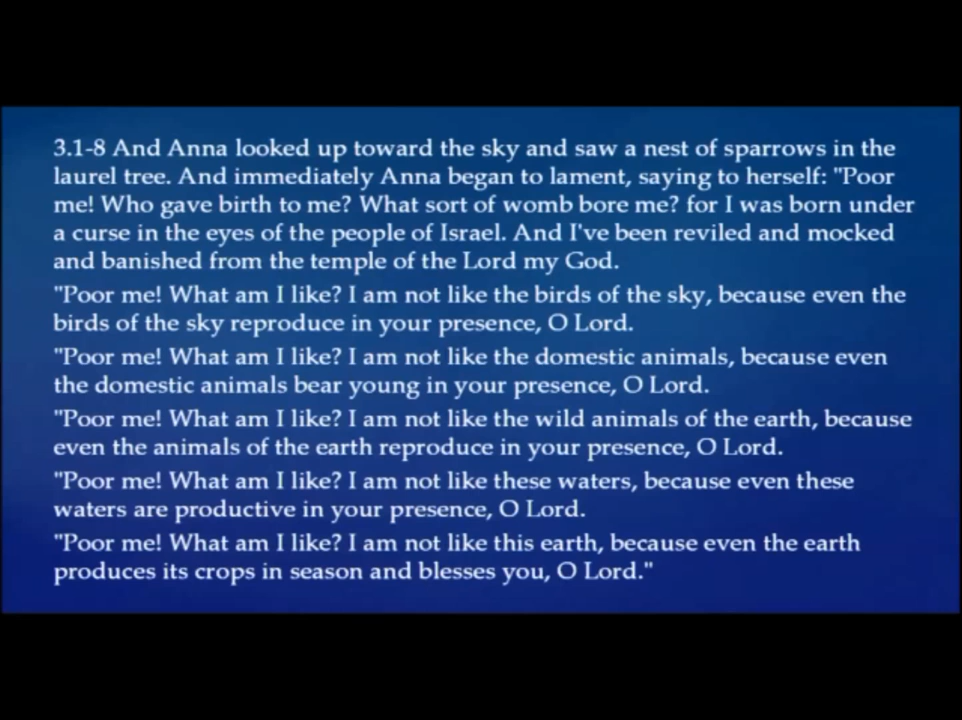 3.1-8 And Anna looked up toward the sky and saw a nest of sparrows in the
laurel tree. And immediately Anna began to lament, saying to herself: "Poor
me! Who gave birth to me? What sort of womb bore me? for I was born under
a curse in the eyes of the people of Israel. And I've been reviled and mocked
and banished from the temple of the Lord my God.
"Poor me! What am I like? I am not like the birds of the sky, because even the
birds of the sky reproduce in your presence, O Lord.
"Poor me! What am I like? I am not like the domestic animals, because even
the domestic animals bear young in your presence, O Lord.
"Poor me! What am I like? I am not like the wild animals of the earth, because
even the animals of the earth reproduce in your presence, O Lord.
"Poor me! What am I like? I am not like these waters, because even these
waters are productive in your presence, O Lord.
"Poor me! What am I like? I am not like this earth, because even the earth
produces its crops in season and blesses you, O Lord."